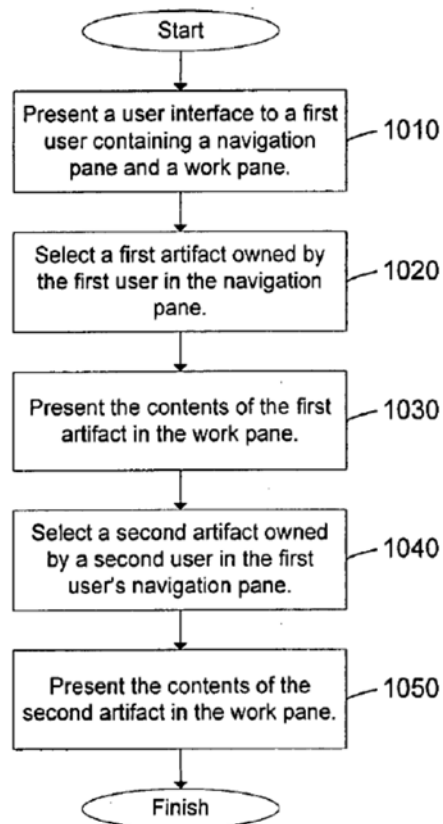 Start
Present a user interface to a first
user containing a navigation
pane and a work pane.
1010
Select a first artifact owned by
the first user in the navigation
pane.
1020
Present the contents of the first
artifact in the work pane.
1030
Select a second artifact owned
by a second user in the first
user's navigation pane.
1040
Present the contents of the
second artifact in the work pane.
1050
Finish